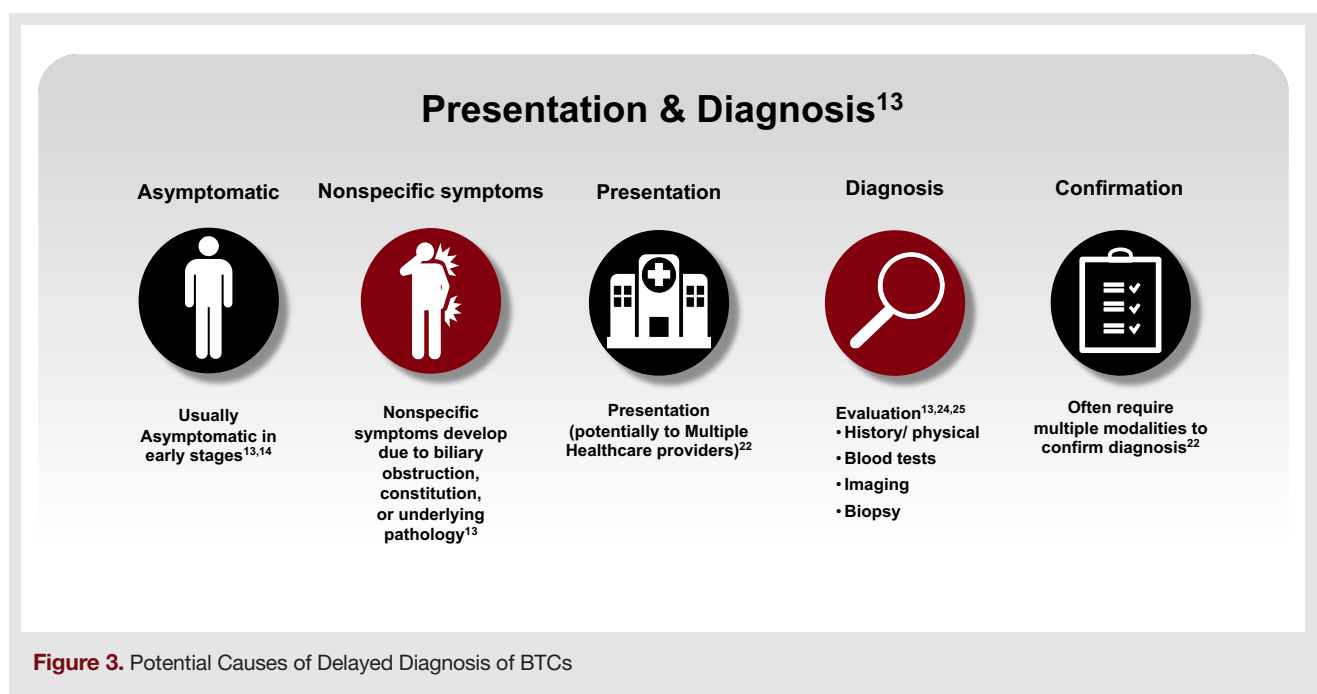 Presentation & Diagnosis13
Asymptomatic
Usually
Asymptomatic in
early stages13,14
Nonspecific symptoms
Nonspecific
symptoms develop
due to biliary
obstruction,
constitution,
or underlying
pathology13
Presentation
Presentation
(potentially to Multiple
Healthcare providers)22
Diagnosis
Evaluation13,24,25
• History/ physical
• Blood tests
• Imaging
• Biopsy
Confirmation
Often require
multiple modalities to
confirm diagnosis22
Figure 3. Potential Causes of Delayed Diagnosis of BTCs